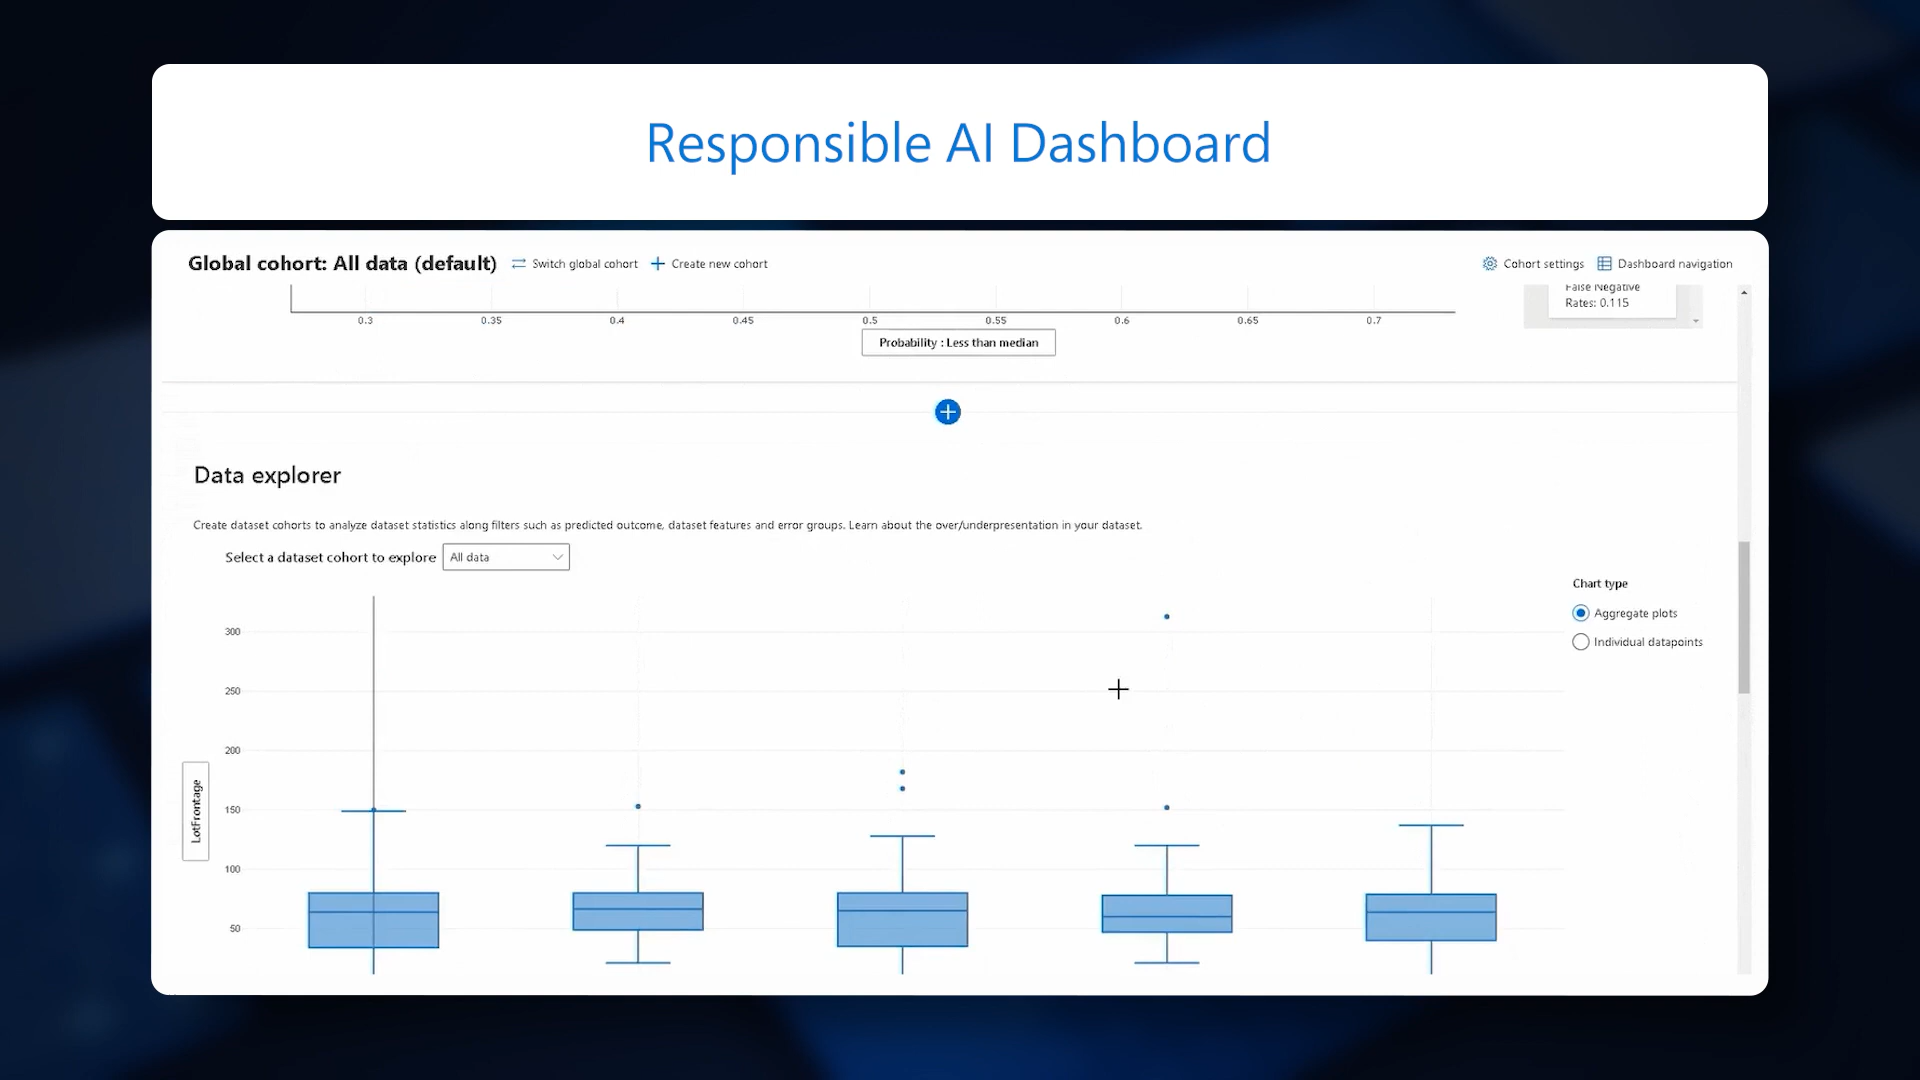 Responsible AI Dashboard
Global cohort: All data (default) Switch global cohort Create new cohort Cohort settings Dashboard navigation
False Negative
Rates: 0.115
0.3 0.35 0.4 0.45 0.5 0.55 0.6 0.65 0.7
Probability : Less than median
Data explorer
Create dataset cohorts to analyze dataset statistics along filters such as predicted outcome, dataset features and error groups. Learn about the over/underpresentation in your dataset.
Select a dataset cohort to explore All data
Chart type
Aggregate plots
Individual datapoints
300
250
200
150
100
50
LotFrontage